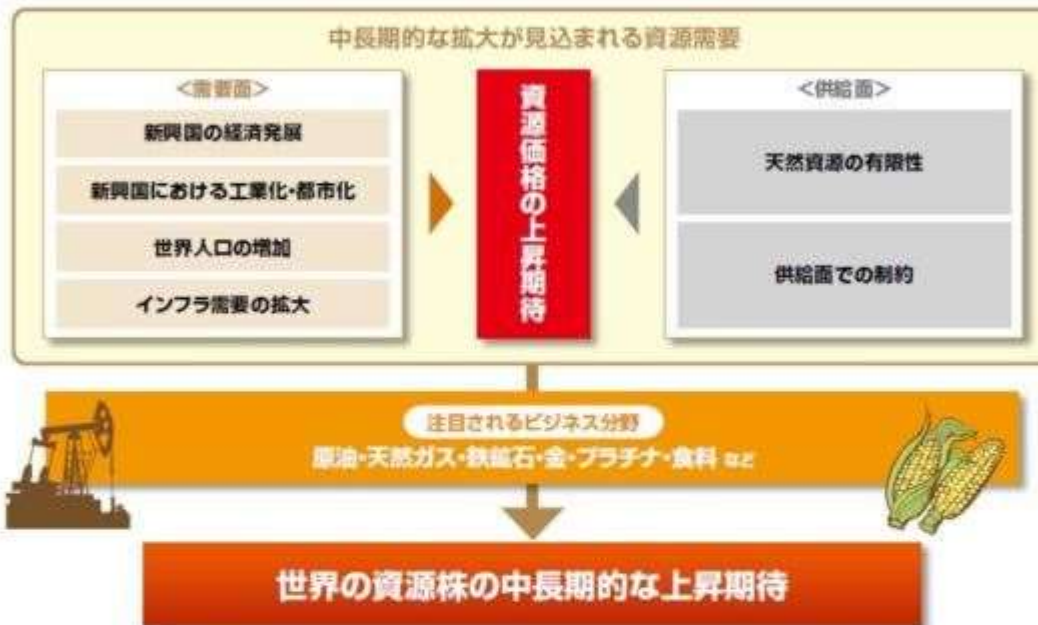 中長期的な拡大が見込まれる資源需要
<需要面>
新興国の経済発展
新興国における工業化・都市化
世界人口の増加
インフラ需要の拡大
資源価格の上昇期待
<供給面>
天然資源の有限性
供給面での制約
注目されるビジネス分野
原油・天然ガス・鉄鉱石・金・プラチナ・食料 など
世界の資源株の中長期的な上昇期待